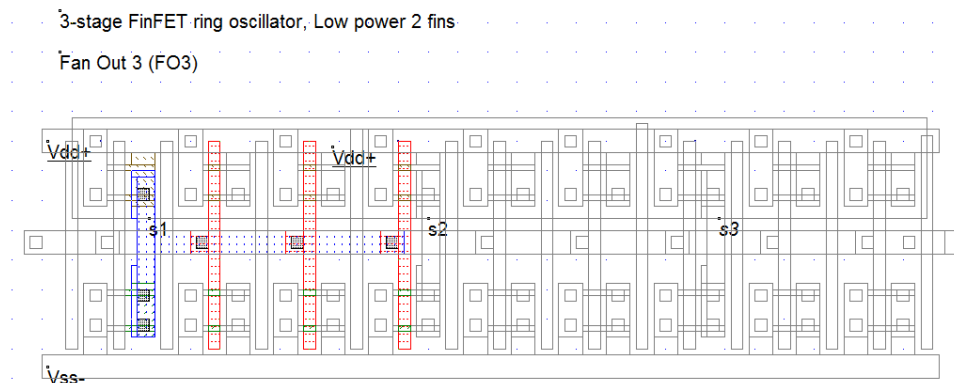 3-stage FinFET ring oscillator, Low power 2 fins
Fan Out 3 (FO3)
Vdd+
Vdd+
s1
s2
s3
Vss-